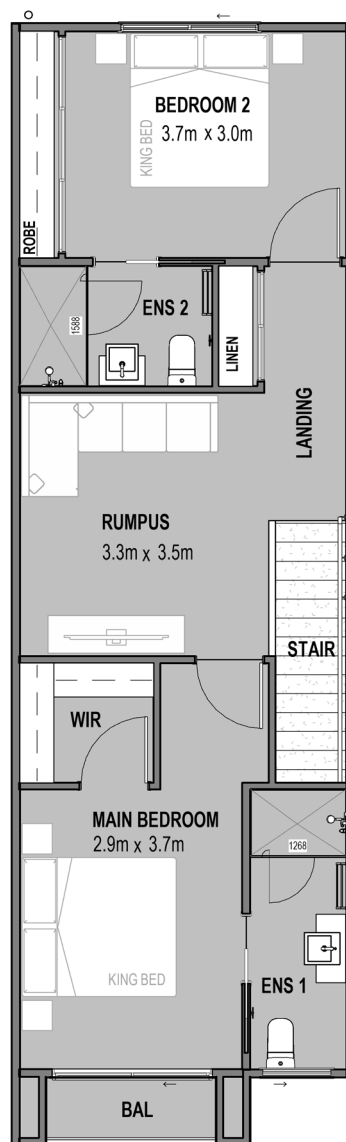 BEDROOM 2
3.7m x 3.0m
KING BED
ROBE
ENS 2
1588
LINEN
LANDING
RUMPUS
3.3m x 3.5m
STAIR
WIR
MAIN BEDROOM
2.9m x 3.7m
1268
KING BED
ENS 1
BAL